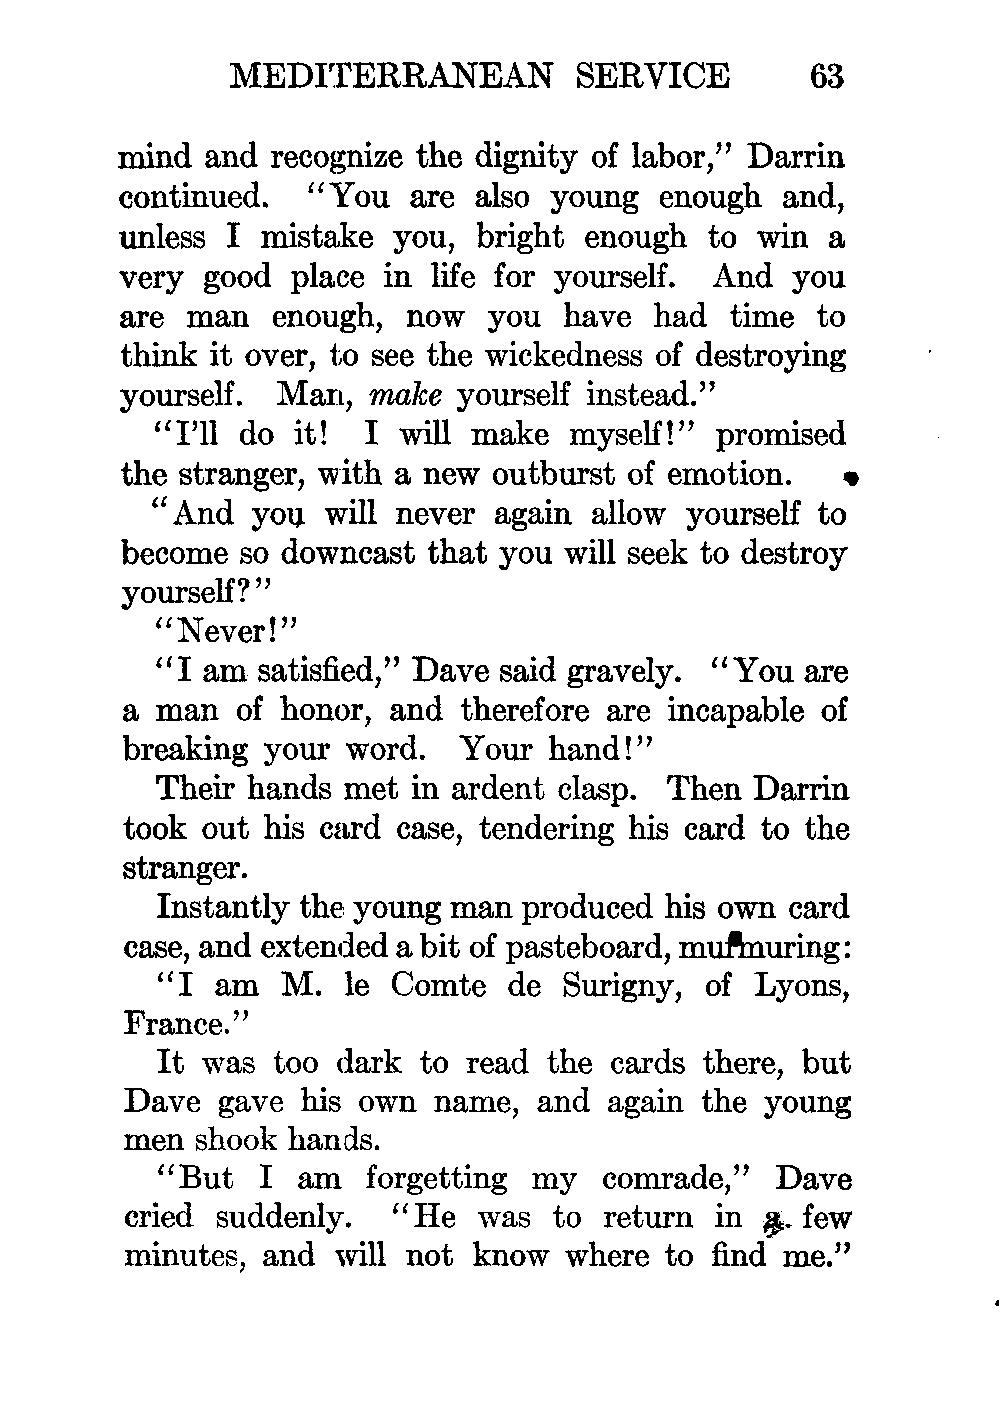 MEDITERRANEAN SERVICE 63
mind and recognize the dignity of labor," Darrin
continued. "You are also young enough and,
unless I mistake you, bright enough to win a
very good place in life for yourself. And you
are man enough, now you have had time to
think it over, to see the wickedness of destroying
yourself. Man, make yourself instead."
"I'll do it! I will make myself!" promised
the stranger, with a new outburst of emotion.
"And you will never again allow yourself to
become so downcast that you will seek to destroy
yourself?"
"Never!"
"I am satisfied," Dave said gravely. "You are
a man of honor, and therefore are incapable of
breaking your word. Your hand!"
Their hands met in ardent clasp. Then Darrin
took out his card case, tendering his card to the
stranger.
Instantly the young man produced his own card
case, and extended a bit of pasteboard, murmuring:
"I am M. le Comte de Surigny, of Lyons,
France."
It was too dark to read the cards there, but
Dave gave his own name, and again the young
men shook hands.
"But I am forgetting my comrade," Dave
cried suddenly. "He was to return in a few
minutes, and will not know where to find me."